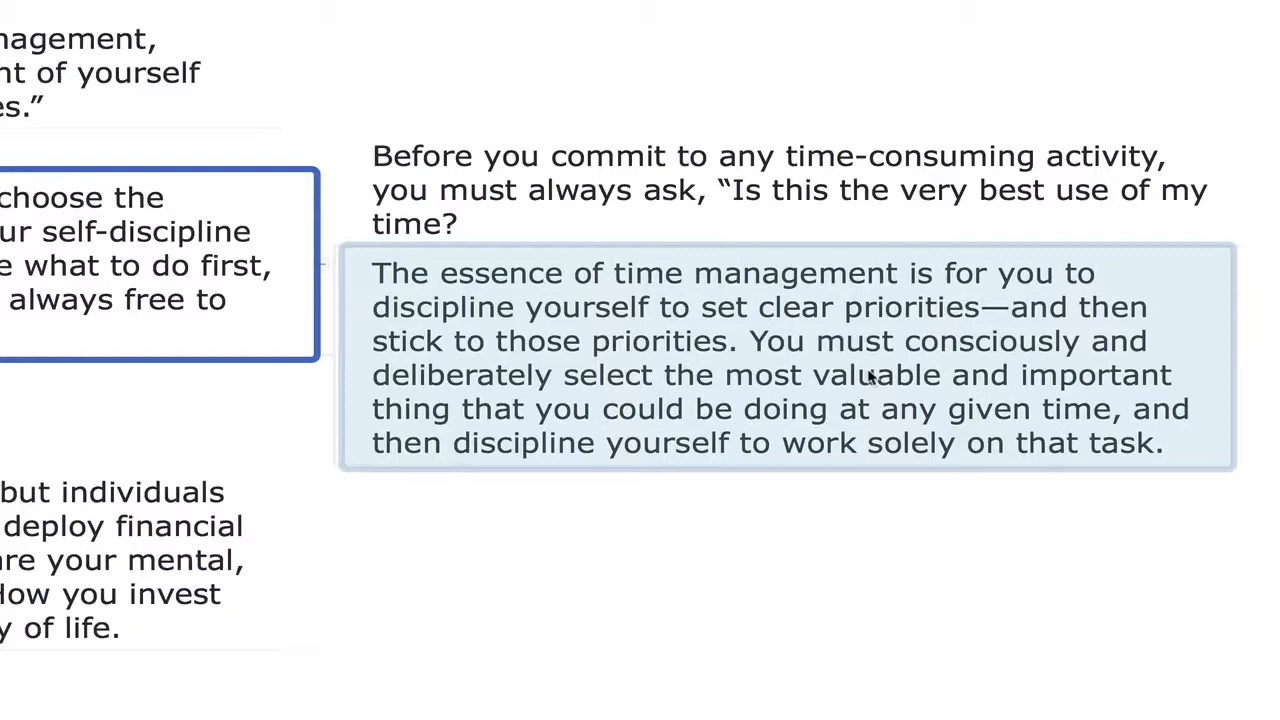 nagement,
nt of yourself
es.”
choose the
ur self-discipline
e what to do first,
always free to
but individuals
deploy financial
are your mental,
How you invest
y of life.
Before you commit to any time-consuming activity,
you must always ask, “Is this the very best use of my
time?
The essence of time management is for you to
discipline yourself to set clear priorities—and then
stick to those priorities. You must consciously and
deliberately select the most valuable and important
thing that you could be doing at any given time, and
then discipline yourself to work solely on that task.